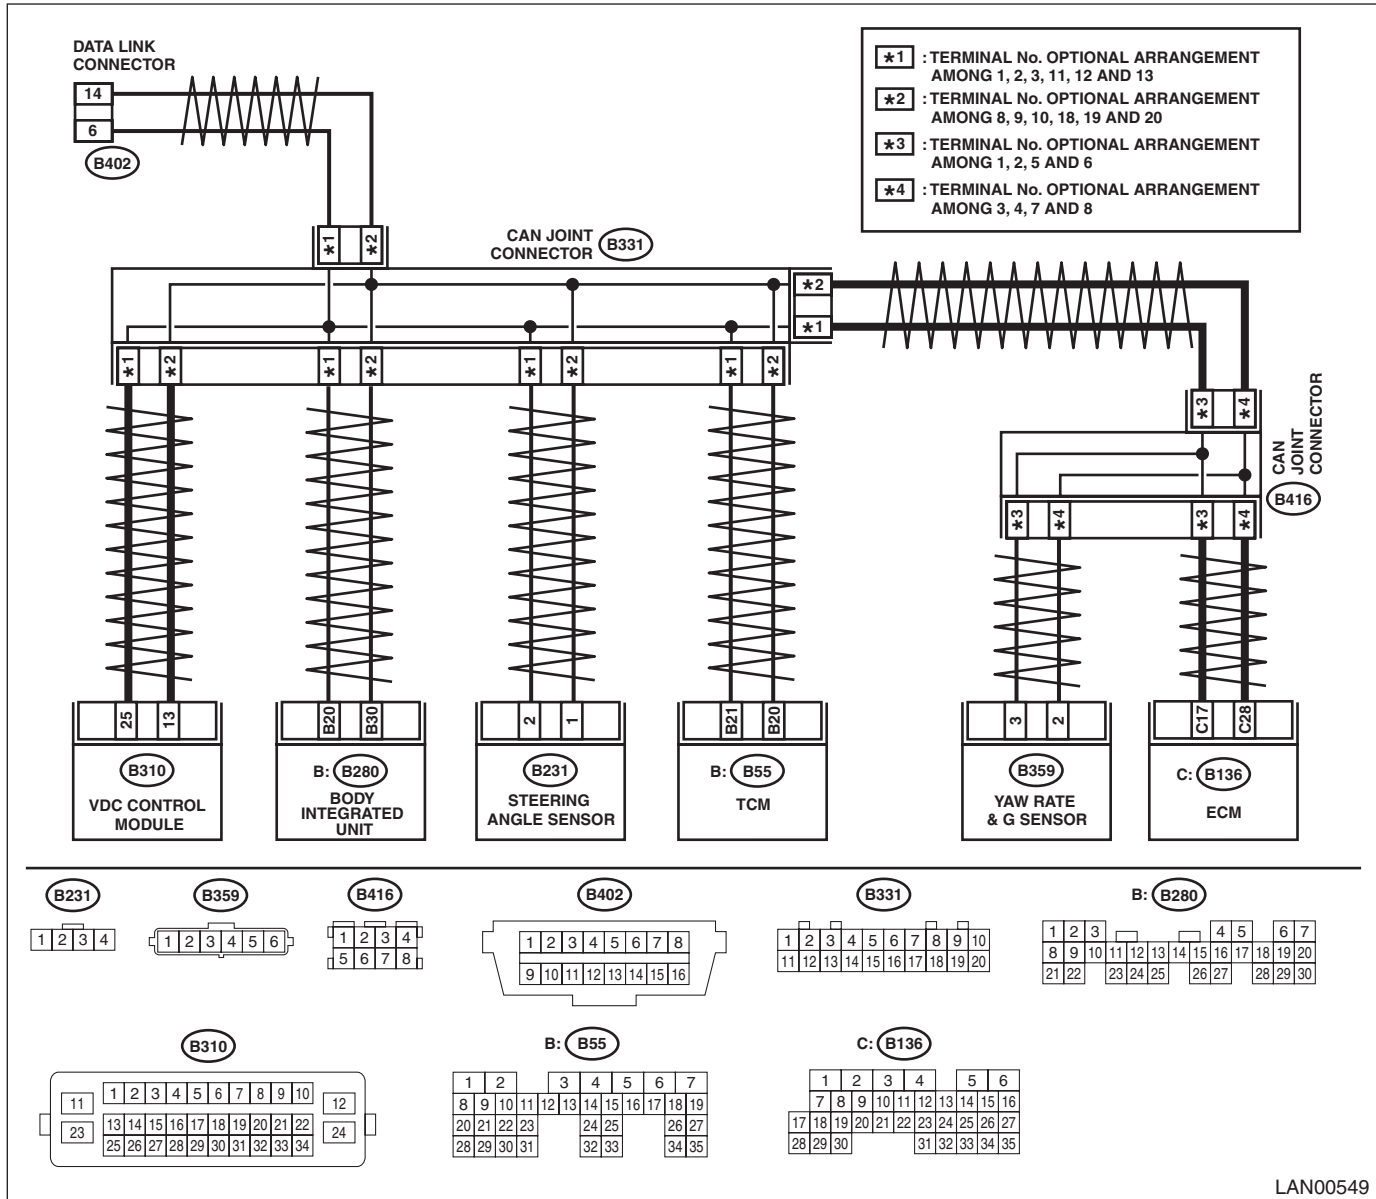 DATA LINK
CONNECTOR
14
6
B402
*1 : TERMINAL No. OPTIONAL ARRANGEMENT
AMONG 1, 2, 3, 11, 12 AND 13
*2 : TERMINAL No. OPTIONAL ARRANGEMENT
AMONG 8, 9, 10, 18, 19 AND 20
*3 : TERMINAL No. OPTIONAL ARRANGEMENT
AMONG 1, 2, 5 AND 6
*4 : TERMINAL No. OPTIONAL ARRANGEMENT
AMONG 3, 4, 7 AND 8
*1 *2
CAN JOINT
CONNECTOR B331
*2
*1
*1 *2 *1 *2 *1 *2 *1 *2
*3 *4
CAN
JOINT
CONNECTOR
B416
*3 *4 *3 *4
25 13 B20 B30 2 1 B21 B20 3 2 C17 C28
B310
VDC CONTROL
MODULE
B: B280
BODY
INTEGRATED
UNIT
B231
STEERING
ANGLE SENSOR
B: B55
TCM
B359
YAW RATE
& G SENSOR
C: B136
ECM
B231
1 2 3 4
B359
1 2 3 4 5 6
B416
1 2 3 4
5 6 7 8
B402
1 2 3 4 5 6 7 8
9 10 11 12 13 14 15 16
B331
1 2 3 4 5 6 7 8 9 10
11 12 13 14 15 16 17 18 19 20
B: B280
1 2 3 4 5 6 7
8 9 10 11 12 13 14 15 16 17 18 19 20
21 22 23 24 25 26 27 28 29 30
B310
11 1 2 3 4 5 6 7 8 9 10 12
23 13 14 15 16 17 18 19 20 21 22 24
25 26 27 28 29 30 31 32 33 34
B: B55
1 2 3 4 5 6 7
8 9 10 11 12 13 14 15 16 17 18 19
20 21 22 23 24 25 26 27
28 29 30 31 32 33 34 35
C: B136
1 2 3 4 5 6
7 8 9 10 11 12 13 14 15 16
17 18 19 20 21 22 23 24 25 26 27
28 29 30 31 32 33 34 35
LAN00549